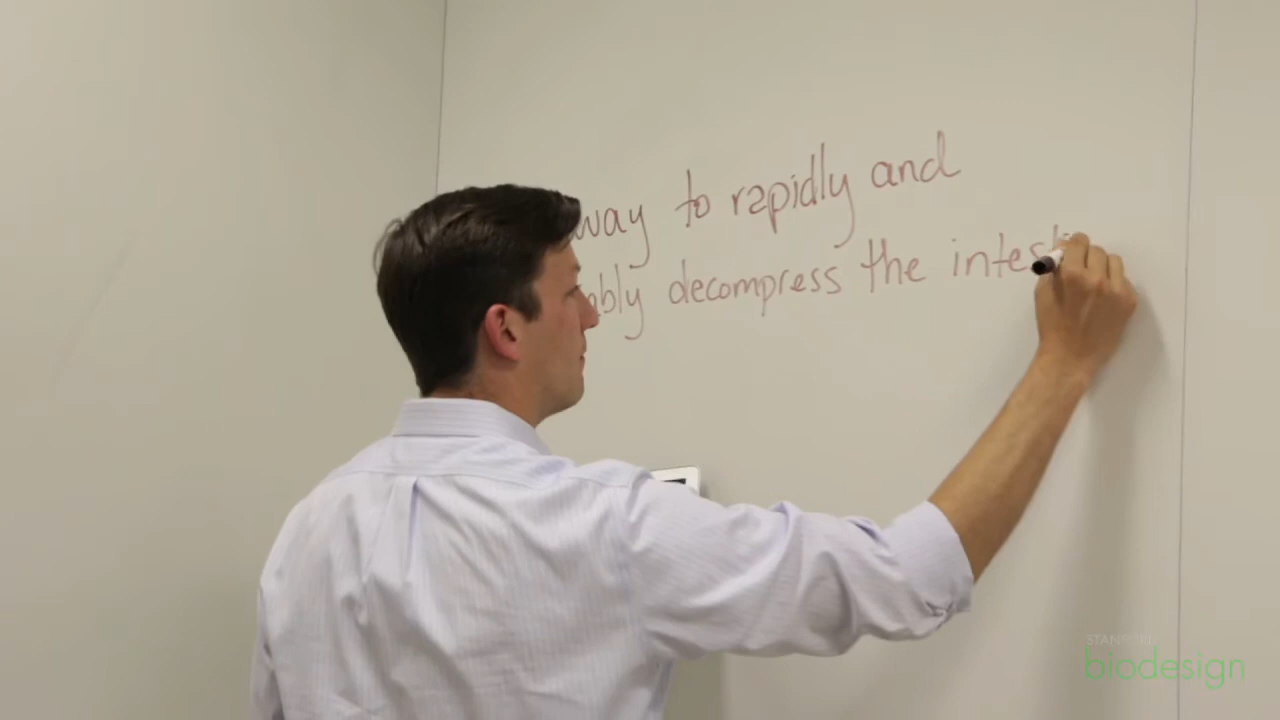 way to rapidly and
decompress the
STANFORD
biodesign